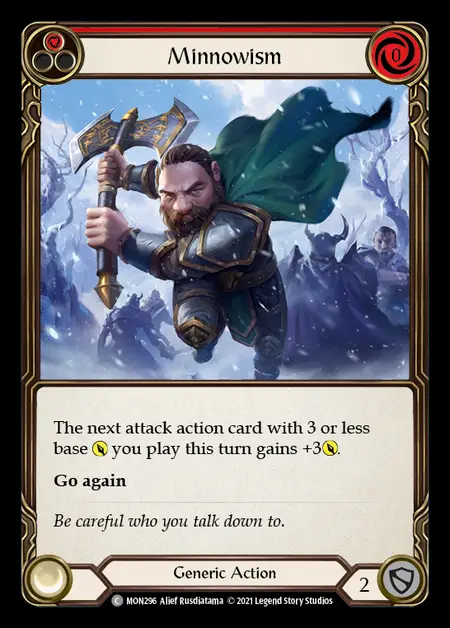 Minnowism
0
The next attack action card with 3 or less
base you play this turn gains +3.
Go again
Be careful who you talk down to.
Generic Action
2
C MON296 Alief Rusdiatama © 2021 Legend Story Studios